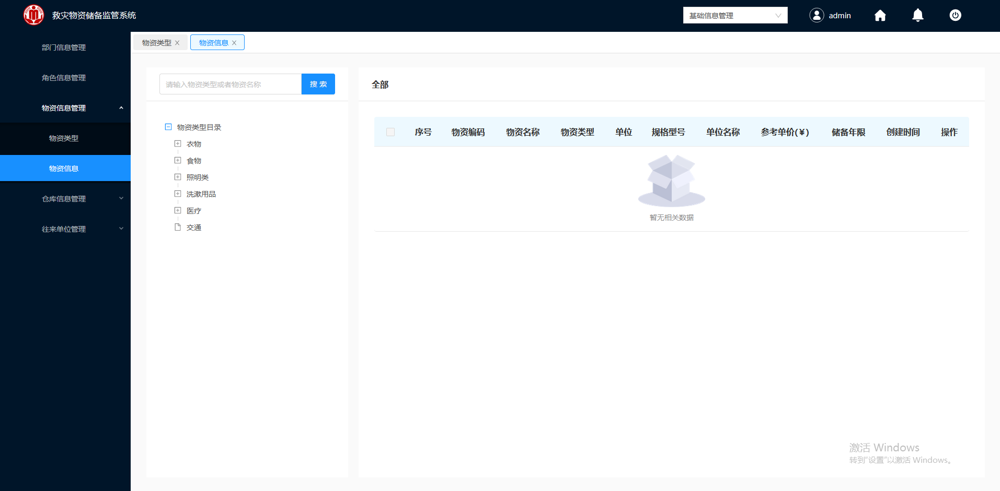 救灾物资储备监管系统
基础信息管理
admin
部门信息管理
角色信息管理
物资信息管理
物资类型
物资信息
仓库信息管理
往来单位管理
物资类型
物资信息
请输入物资类型或者物资名称
搜 索
物资类型目录
衣物
食物
照明类
洗漱用品
医疗
交通
全部
序号 物资编码 物资名称 物资类型 单位 规格型号 单位名称 参考单价(¥) 储备年限 创建时间 操作
暂无相关数据
激活 Windows
转到“设置”以激活 Windows。